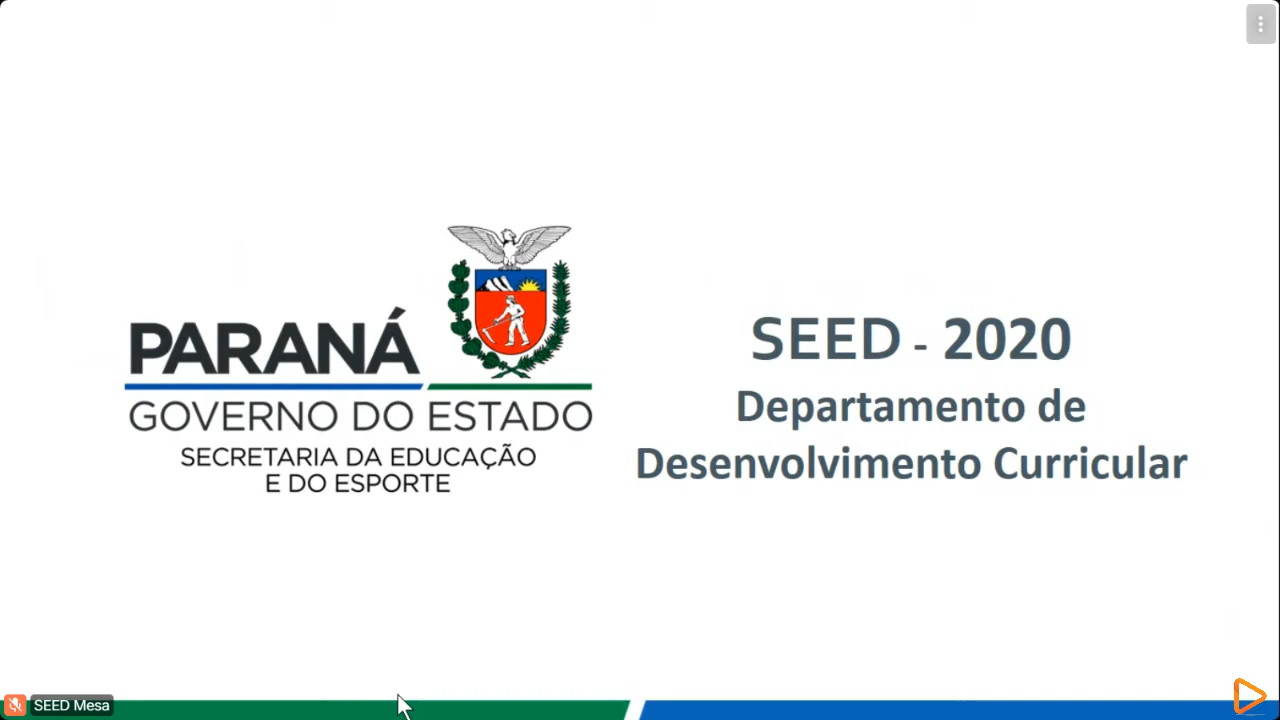 PARANÁ
GOVERNO DO ESTADO
SECRETARIA DA EDUCAÇÃO
E DO ESPORTE
SEED - 2020
Departamento de
Desenvolvimento Curricular
SEED Mesa